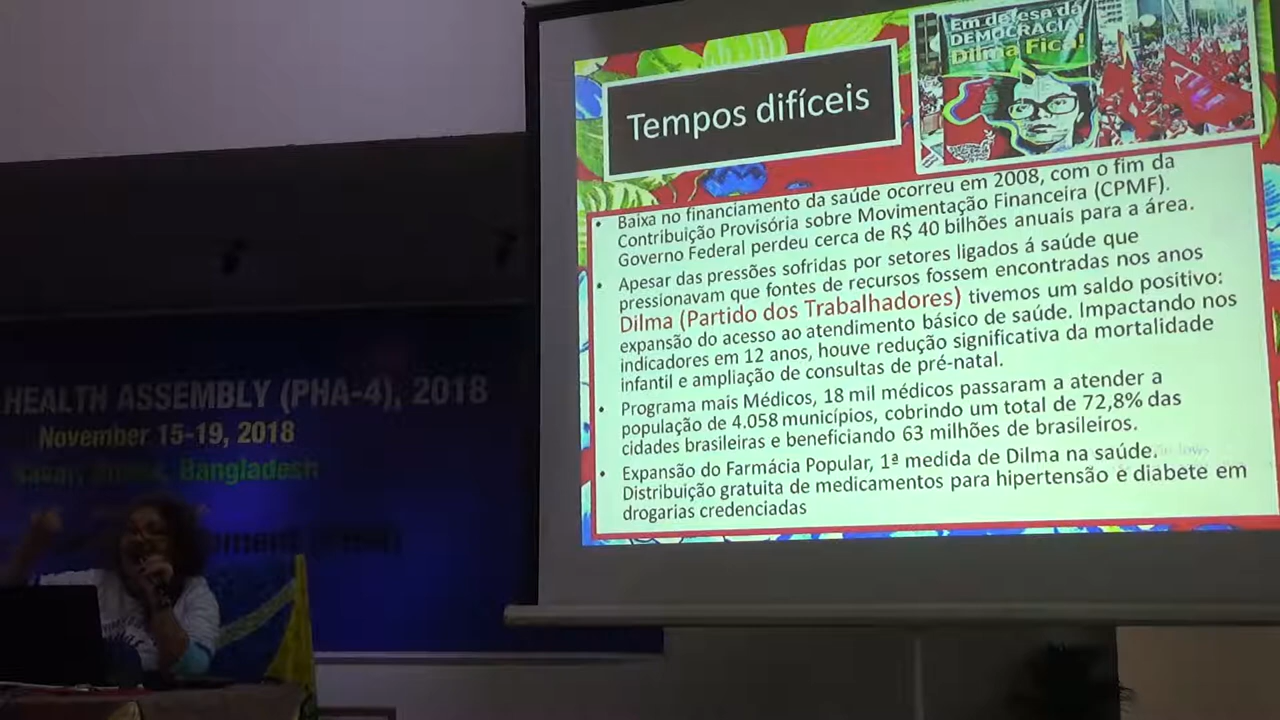 Em defesa da
DEMOCRACIA!
Dilma Fica!
Tempos difíceis
• Baixa no financiamento da saúde ocorreu em 2008, com o fim da
Contribuição Provisória sobre Movimentação Financeira (CPMF).
Governo Federal perdeu cerca de R$ 40 bilhões anuais para a área.
• Apesar das pressões sofridas por setores ligados á saúde que
pressionavam que fontes de recursos fossem encontradas nos anos
Dilma (Partido dos Trabalhadores) tivemos um saldo positivo:
expansão do acesso ao atendimento básico de saúde. Impactando nos
indicadores em 12 anos, houve redução significativa da mortalidade
infantil e ampliação de consultas de pré-natal.
• Programa mais Médicos, 18 mil médicos passaram a atender a
população de 4.058 municípios, cobrindo um total de 72,8% das
cidades brasileiras e beneficiando 63 milhões de brasileiros.
• Expansão do Farmácia Popular, 1ª medida de Dilma na saúde.
Distribuição gratuita de medicamentos para hipertensão e diabete em
drogarias credenciadas
HEALTH ASSEMBLY (PHA-4), 2018
November 15-19, 2018
Bangladesh